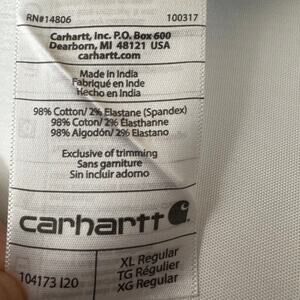 RN#14806 100317
Carhartt, Inc. P.O. Box 600
Dearborn, MI 48121 USA
carhartt.com
Made in India
Fabriqué en Inde
Hecho en India
98% Cotton/ 2% Elastane (Spandex)
98% Coton/ 2% Élasthanne
98% Algodón/ 2% Elastano
Exclusive of trimming
Sans garniture
Sin incluir adorno
carhartt
104173 I20
XL Regular
TG Régulier
XG Regular